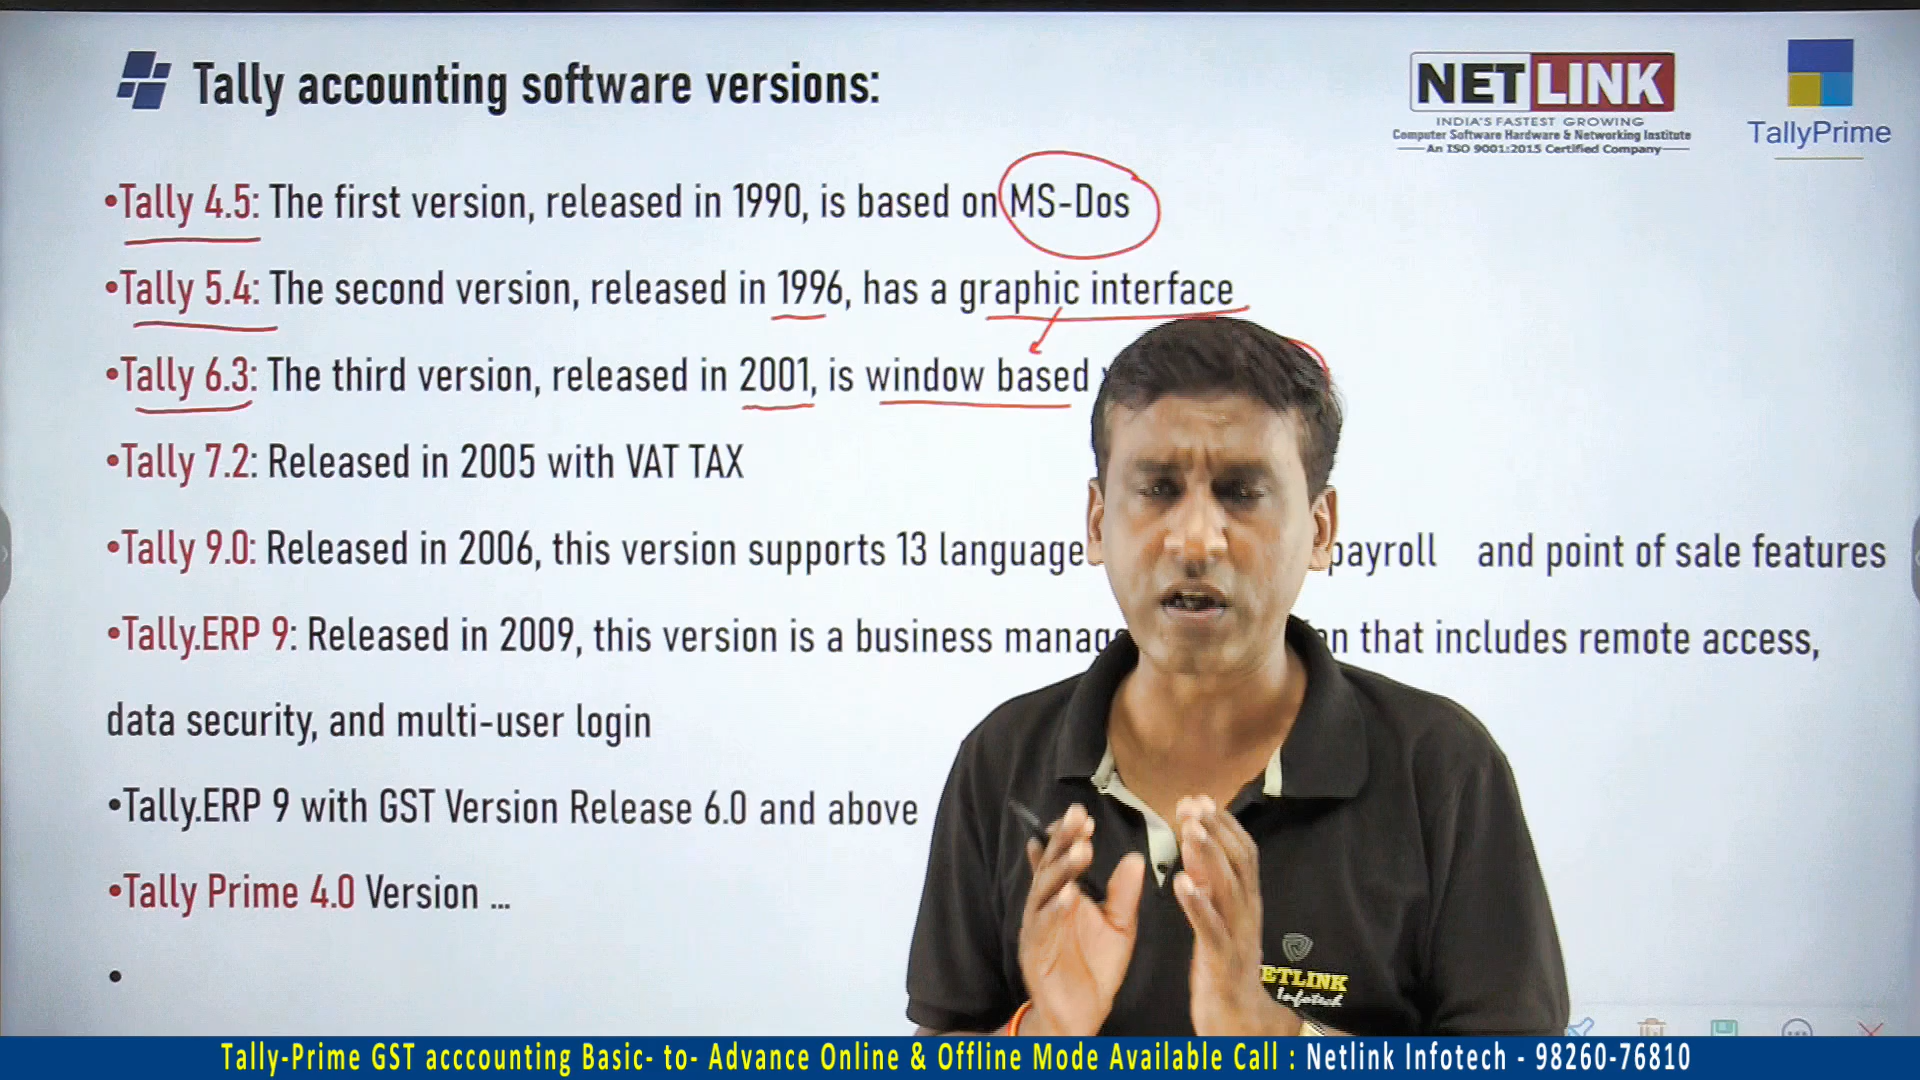 Tally accounting software versions:
NETLINK
INDIA'S FASTEST GROWING
Computer Software Hardware & Networking Institute
An ISO 9001:2015 Certified Company
TallyPrime
•Tally 4.5: The first version, released in 1990, is based on MS-Dos
•Tally 5.4: The second version, released in 1996, has a graphic interface
•Tally 6.3: The third version, released in 2001, is window based
•Tally 7.2: Released in 2005 with VAT TAX
•Tally 9.0: Released in 2006, this version supports 13 language payroll and point of sale features
•Tally.ERP 9: Released in 2009, this version is a business that includes remote access,
data security, and multi-user login
•Tally.ERP 9 with GST Version Release 6.0 and above
•Tally Prime 4.0 Version ...
•
ETLINK
Infotech
Tally-Prime GST acccounting Basic- to- Advance Online & Offline Mode Available Call : Netlink Infotech - 98260-76810